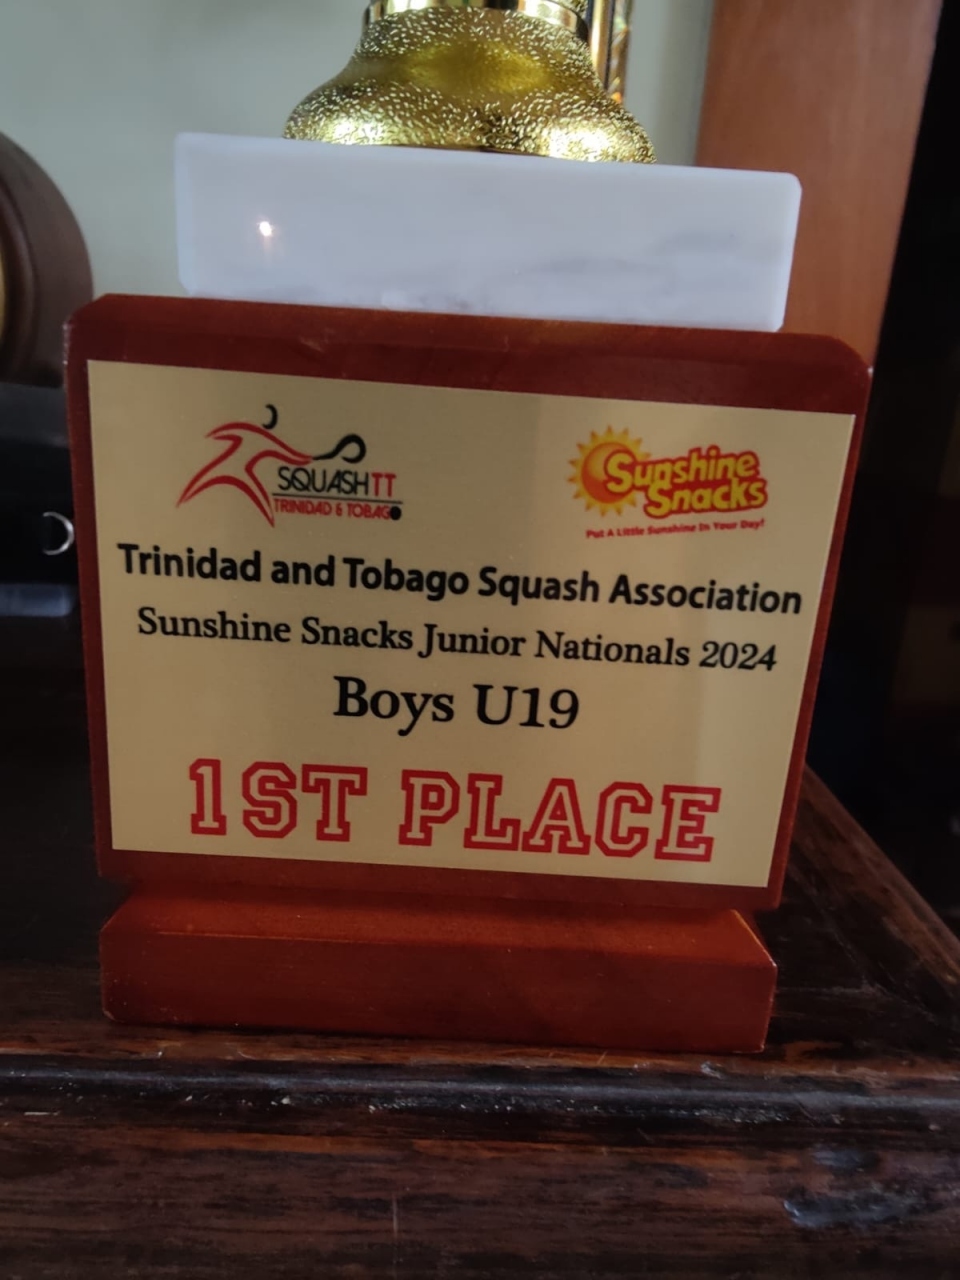 SQUASHTT
TRINIDAD & TOBAGO
Sunshine
Snacks
Put A Little Sunshine In Your Day!
Trinidad and Tobago Squash Association
Sunshine Snacks Junior Nationals 2024
Boys U19
1ST PLACE